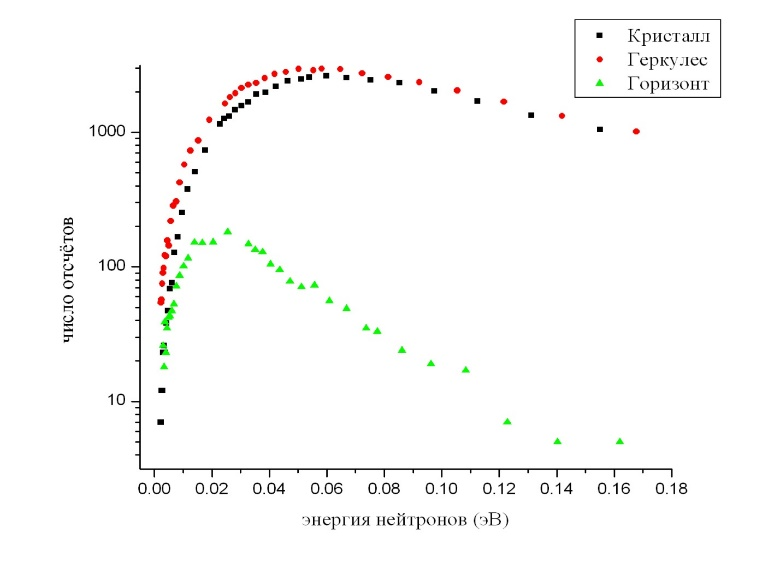 Кристалл
Геркулес
Горизонт
1000
100
10
число отсчётов
0.00 0.02 0.04 0.06 0.08 0.10 0.12 0.14 0.16 0.18
энергия нейтронов (эВ)